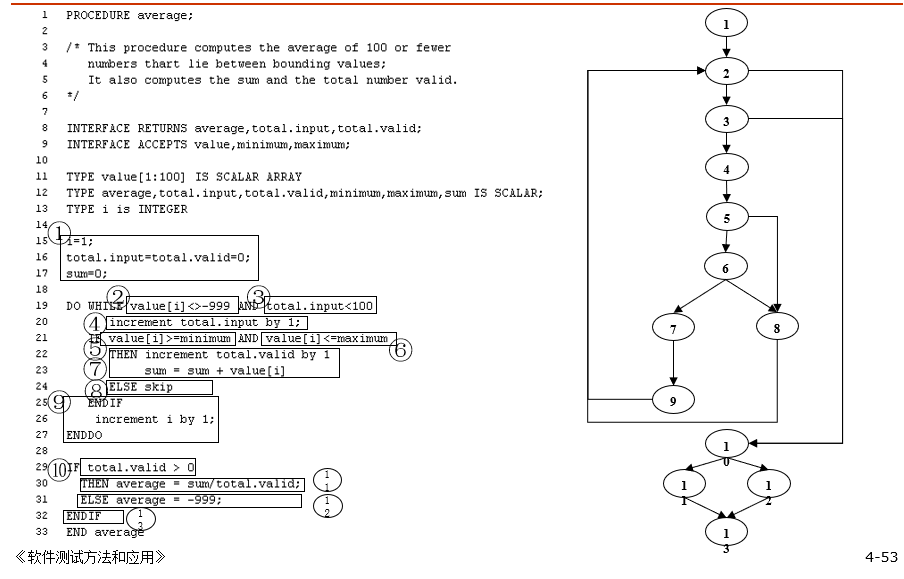 1 PROCEDURE average;
2
3 /* This procedure computes the average of 100 or fewer
4 numbers thart lie between bounding values;
5 It also computes the sum and the total number valid.
6 */
7
8 INTERFACE RETURNS average,total.input,total.valid;
9 INTERFACE ACCEPTS value,minimum,maximum;
10
11 TYPE value[1:100] IS SCALAR ARRAY
12 TYPE average,total.input,total.valid,minimum,maximum,sum IS SCALAR;
13 TYPE i is INTEGER
14
①
15 i=1;
16 total.input=total.valid=0;
17 sum=0;
18
② ③
19 DO WHILE value[i]<>-999 AND total.input<100
20 ④ increment total.input by 1;
21 IF value[i]>=minimum AND value[i]<=maximum
⑤ ⑥
22 THEN increment total.valid by 1
23 ⑦ sum = sum + value[i]
24 ⑧ ELSE skip
25 ⑨ ENDIF
26 increment i by 1;
27 ENDDO
28
29 ⑩ IF total.valid > 0
30 THEN average = sum/total.valid; 11
31 ELSE average = -999; 12
32 ENDIF 13
33 END average
1
2
3
4
5
6
7 8
9
10
11 12
13
《软件测试方法和应用》 4-53